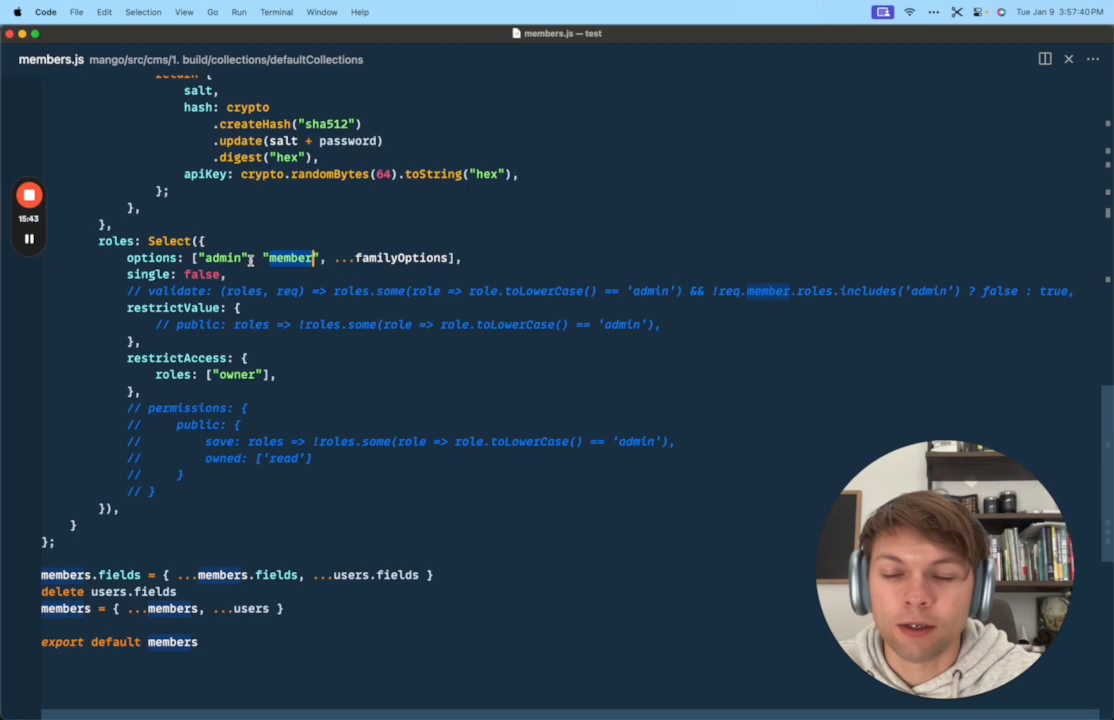 Code File Edit Selection View Go Run Terminal Window Help Tue Jan 9 3:57:40 PM
members.js — test
members.js mango/src/cms/1. build/collections/defaultCollections
return {
salt,
hash: crypto
.createHash("sha512")
.update(salt + password)
.digest("hex"),
apiKey: crypto.randomBytes(64).toString("hex"),
};
},
},
roles: Select({
options: ["admin", "member", ...familyOptions],
single: false,
// validate: (roles, req) => roles.some(role => role.toLowerCase() == 'admin') && !req.member.roles.includes('admin') ? false : true,
restrictValue: {
// public: roles => !roles.some(role => role.toLowerCase() == 'admin'),
},
restrictAccess: {
roles: ["owner"],
},
// permissions: {
// public: {
// save: roles => !roles.some(role => role.toLowerCase() == 'admin'),
// owned: ['read']
// }
// }
}),
}
};
members.fields = { ...members.fields, ...users.fields }
delete users.fields
members = { ...members, ...users }
export default members
15:43